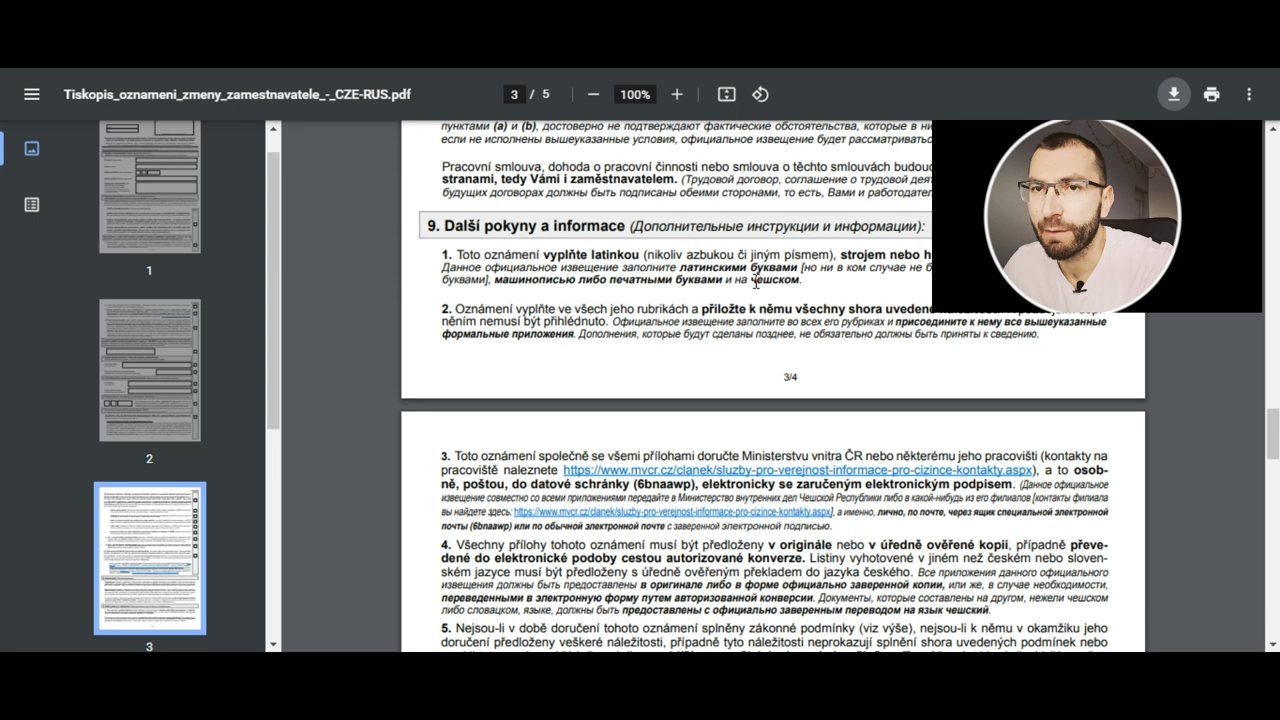 Tiskopis_oznameni_zmeny_zamestnavatele_-_CZE-RUS.pdf
3 / 5
100%
1
2
3
пунктами (a) и (b), достоверно не подтверждают фактические обстоятельства, которые в
если не исполнены вышеуказанные условия, официальное извещение будет
Pracovní smlouva, dohoda o pracovní činnosti nebo smlouva o těchto smlouvách
stranami, tedy Vámi i zaměstnavatelem. (Трудовой договор, соглашение о трудовой
будущих договорах должны быть подписаны обеими сторонами, то есть, Вами и
9. Další pokyny a informace (Дополнительные инструкции и информации):
1. Toto oznámení vyplňte latinkou (nikoliv azbukou či jiným písmem), strojem nebo
Данное официальное извещение заполните латинскими буквами [но ни в коем случае не
буквами], машинописью либо печатными буквами и на чешском.
2. Oznámení vyplňte ve všech jeho rubrikách a přiložte k němu všechny shora
něním nemusí být přihlédnuto. Официальное извещение заполните во всех его рубриках и присоедините к нему все вышеуказанные
формальные приложения. Дополнения, которые будут сделаны позднее, не обязательно должны быть приняты к сведению.
3/4
3. Toto oznámení společně se všemi přílohami doručte Ministerstvu vnitra ČR nebo některému jeho pracovišti (kontakty na
pracoviště naleznete https://www.mvcr.cz/clanek/sluzby-pro-verejnost-informace-pro-cizince-kontakty.aspx), a to osob-
ně, poštou, do datové schránky (6bnaawp), elektronicky se zaručeným elektronickým podpisem. (Данное официальное
извещение совместно со всеми приложениями передайте в Министерство внутренних дел Чешской Республики либо в какой-нибудь из его филиалов [контакты филиала
вы найдете здесь: https://www.mvcr.cz/clanek/sluzby-pro-verejnost-informace-pro-cizince-kontakty.aspx], а именно, лично, по почте, через ящик специальной электронной
почты (6bnaawp) или по обычной электронной почте с заверенной электронной подписью.
4. Všechny přílohy tohoto oznámení musí být předloženy v originále nebo v úředně ověřené kopii, případně převe-
dené do elektronické podoby cestou autorizované konverze. Listiny vyhotovené v jiném než českém nebo sloven-
ském jazyce musí být předloženy s úředně ověřeným překladem do jazyka českého. Все приложения данного официального
извещения должны быть предоставлены в оригинале либо в форме официально заверенной копии, или же, в случае необходимости,
переведенными в электронную форму путем авторизованной конверсии. Документы, которые составлены на другом, нежели чешском
либо словацком, языке, должны быть предоставлены с официально заверенным переводом на язык чешский.
5. Nejsou-li v době doručení tohoto oznámení splněny zákonné podmínky (viz výše), nejsou-li k němu v okamžiku jeho
doručení předloženy veškeré náležitosti, případně tyto náležitosti neprokazují splnění shora uvedených podmínek nebo